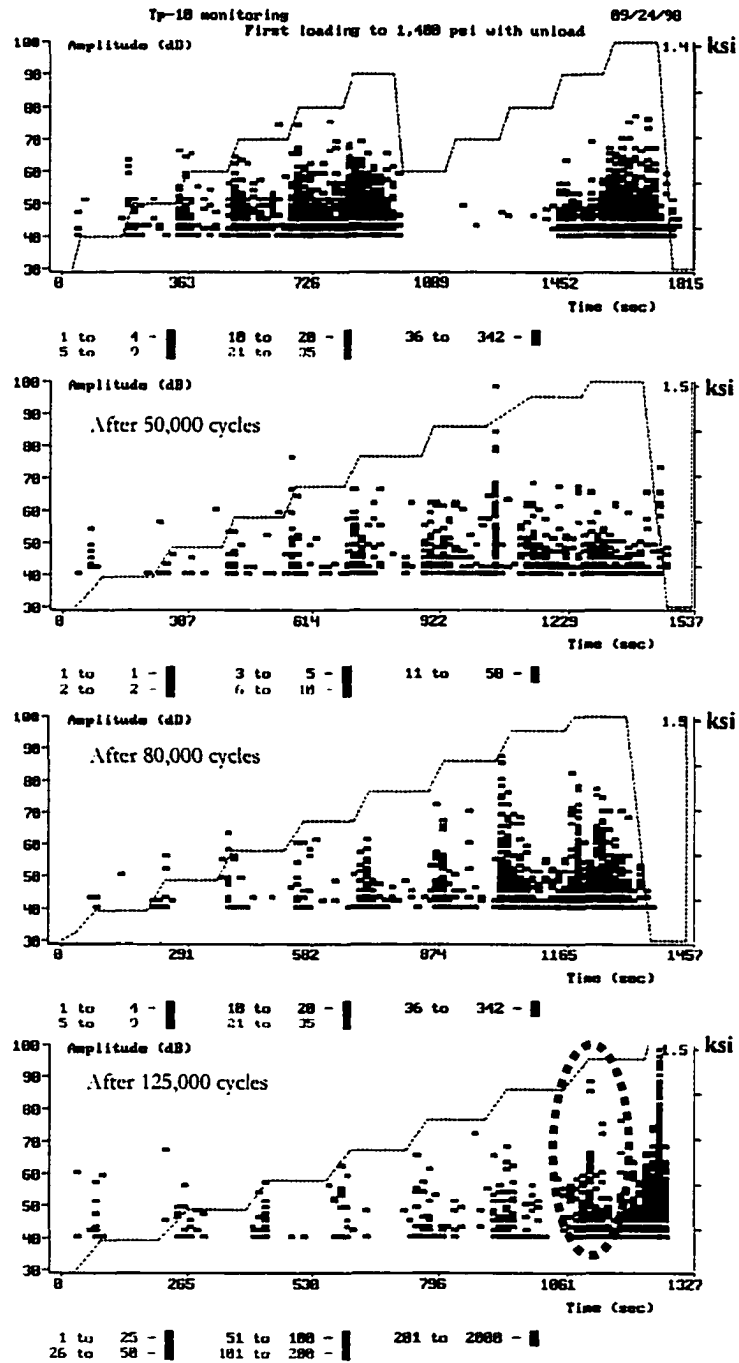 Tp-10 monitoring 09/24/98
First loading to 1,400 psi with unload
Amplitude (dB)
1.4 ksi
100
90
80
70
60
50
40
30
0 363 726 1089 1452 1815
Time (sec)
1 to 4 - 10 to 20 - 36 to 342 -
5 to 9 - 21 to 35
Amplitude (dB)
1.5 ksi
After 50,000 cycles
100
90
80
70
60
50
40
30
0 307 614 922 1229 1537
Time (sec)
1 to 1 - 3 to 5 - 11 to 50 -
2 to 2 - 6 to 10 -
Amplitude (dB)
1.5 ksi
After 80,000 cycles
100
90
80
70
60
50
40
30
0 291 582 874 1165 1457
Time (sec)
1 to 4 - 10 to 20 - 36 to 342 -
5 to 9 - 21 to 35
Amplitude (dB)
1.5 ksi
After 125,000 cycles
100
90
80
70
60
50
40
30
0 265 530 796 1061 1327
Time (sec)
1 to 25 - 51 to 100 - 201 to 2000 -
26 to 50 - 101 to 200 -